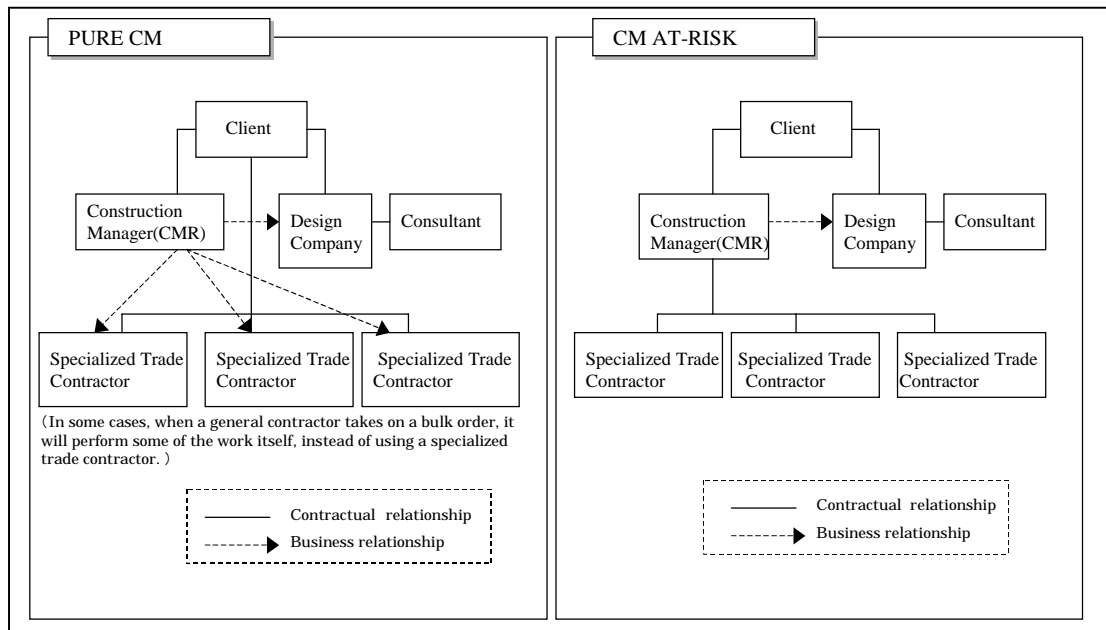 PURE CM
Client
Construction
Manager(CMR)
Design
Company
Consultant
Specialized Trade
Contractor
Specialized Trade
Contractor
Specialized Trade
Contractor
(In some cases, when a general contractor takes on a bulk order, it
will perform some of the work itself, instead of using a specialized
trade contractor. )
Contractual relationship
Business relationship
CM AT-RISK
Client
Construction
Manager(CMR)
Design
Company
Consultant
Specialized Trade
Contractor
Specialized Trade
Contractor
Specialized Trade
Contractor
Contractual relationship
Business relationship